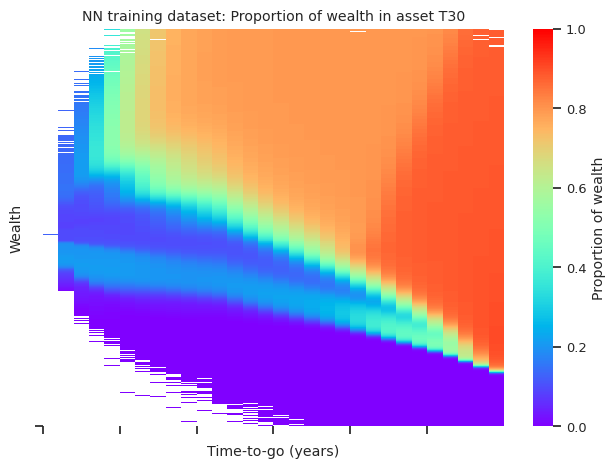 NN training dataset: Proportion of wealth in asset T30
Wealth
Time-to-go (years)
1.0
0.8
0.6
0.4
0.2
0.0
Proportion of wealth